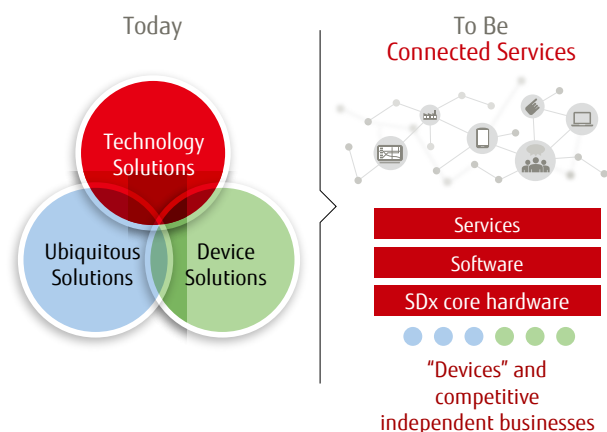 Today
Technology
Solutions
Ubiquitous
Solutions
Device
Solutions
To Be
Connected Services
Services
Software
SDx core hardware
“Devices” and
competitive
independent businesses